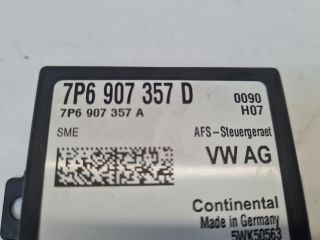 7P6 907 357 D 0090
7P6 907 357 A H07
SME AFS-Steuergeraet
VW AG
Continental
Made in Germany
5WK50563